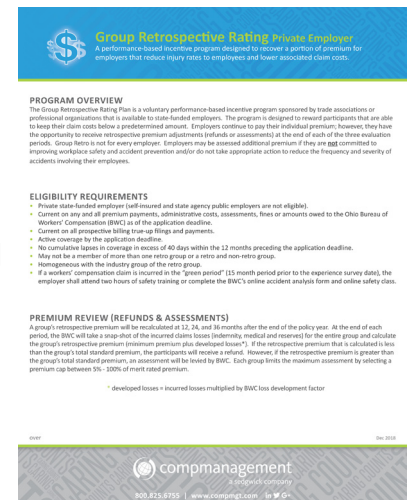 Group Retrospective Rating Private Employer
A performance-based incentive program designed to recover a portion of premium for
employers that reduce injury rates to employees and lower associated claim costs.
PROGRAM OVERVIEW
The Group Retrospective Rating Plan is a voluntary performance-based incentive program sponsored by trade associations or
professional organizations that is available to state-funded employers. The program is designed to reward participants that are able
to keep their claim costs below a predetermined amount. Employers continue to pay their individual premium; however, they have
the opportunity to receive retrospective premium adjustments (refunds or assessments) at the end of each of the three evaluation
periods. Group Retro is not for every employer. Employers may be assessed additional premium if they are not committed to
improving workplace safety and accident prevention and/or do not take appropriate action to reduce the frequency and severity of
accidents involving their employees.
ELIGIBILITY REQUIREMENTS
• Private state-funded employer (self-insured and state agency public employers are not eligible).
• Current on any and all premium payments, administrative costs, assessments, fines or amounts owed to the Ohio Bureau of
Workers' Compensation (BWC) as of the application deadline.
• Current on all prospective billing true-up filings and payments.
• Active coverage by the application deadline.
• No cumulative lapses in coverage in excess of 40 days within the 12 months preceding the application deadline.
• May not be a member of more than one retro group or a retro and non-retro group.
• Homogeneous with the industry group of the retro group.
• If a workers' compensation claim is incurred in the "green period" (15 month period prior to the experience survey date), the
employer shall attend two hours of safety training or complete the BWC's online accident analysis form and online safety class.
PREMIUM REVIEW (REFUNDS & ASSESSMENTS)
A group's retrospective premium will be recalculated at 12, 24, and 36 months after the end of the policy year. At the end of each
period, the BWC will take a snap-shot of the incurred claims losses (indemnity, medical and reserves) for the entire group and calculate
the group's retrospective premium (minimum premium plus developed losses*). If the retrospective premium that is calculated is less
than the group's total standard premium, the participants will receive a refund. However, if the retrospective premium is greater than
the group's total standard premium, an assessment will be levied by BWC. Each group limits the maximum assessment by selecting a
premium cap between 5% - 100% of merit rated premium.
* developed losses = incurred losses multiplied by BWC loss development factor
over
Dec 2018
compmanagement
a sedgwick company
800.825.6755 | www.compmgt.com in G+